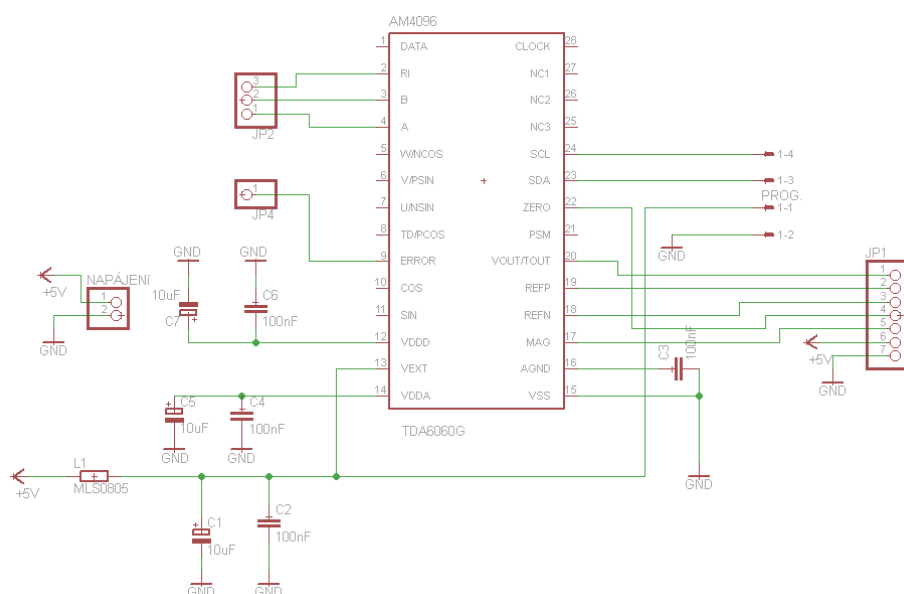 AM4096
1 DATA CLOCK 28
2 RI NC1 27
3 B NC2 26
4 A NC3 25
5 W/NCOS SCL 24
6 V/PSIN SDA 23
7 U/NSIN ZERO 22
8 TD/PCOS PSM 21
9 ERROR VOUT/TOUT 20
10 COS REFP 19
11 SIN REFN 18
12 VDDD MAG 17
13 VEXT AGND 16
14 VDDA VSS 15
TDA6060G
3
2
1
JP2
1
JP4
1-4
1-3
PROG.
1-1
1-2
GND
JP1
1
2
3
4
5
6
7
+5V
GND
C3
100nF
GND
NAPÁJENí
1
2
+5V
GND
GND
GND
10uF
C7
C6
100nF
C5
10uF
GND
C4
100nF
GND
L1
MLS0805
+5V
C1
10uF
GND
C2
100nF
GND